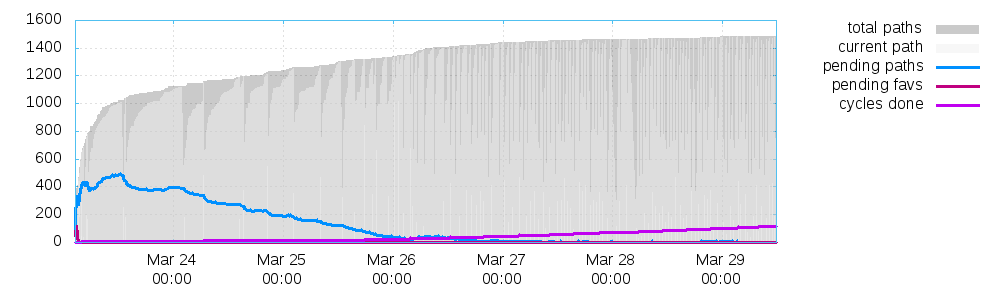 1600
1400
1200
1000
800
600
400
200
0
Mar 24
00:00
Mar 25
00:00
Mar 26
00:00
Mar 27
00:00
Mar 28
00:00
Mar 29
00:00
total paths
current path
pending paths
pending favs
cycles done